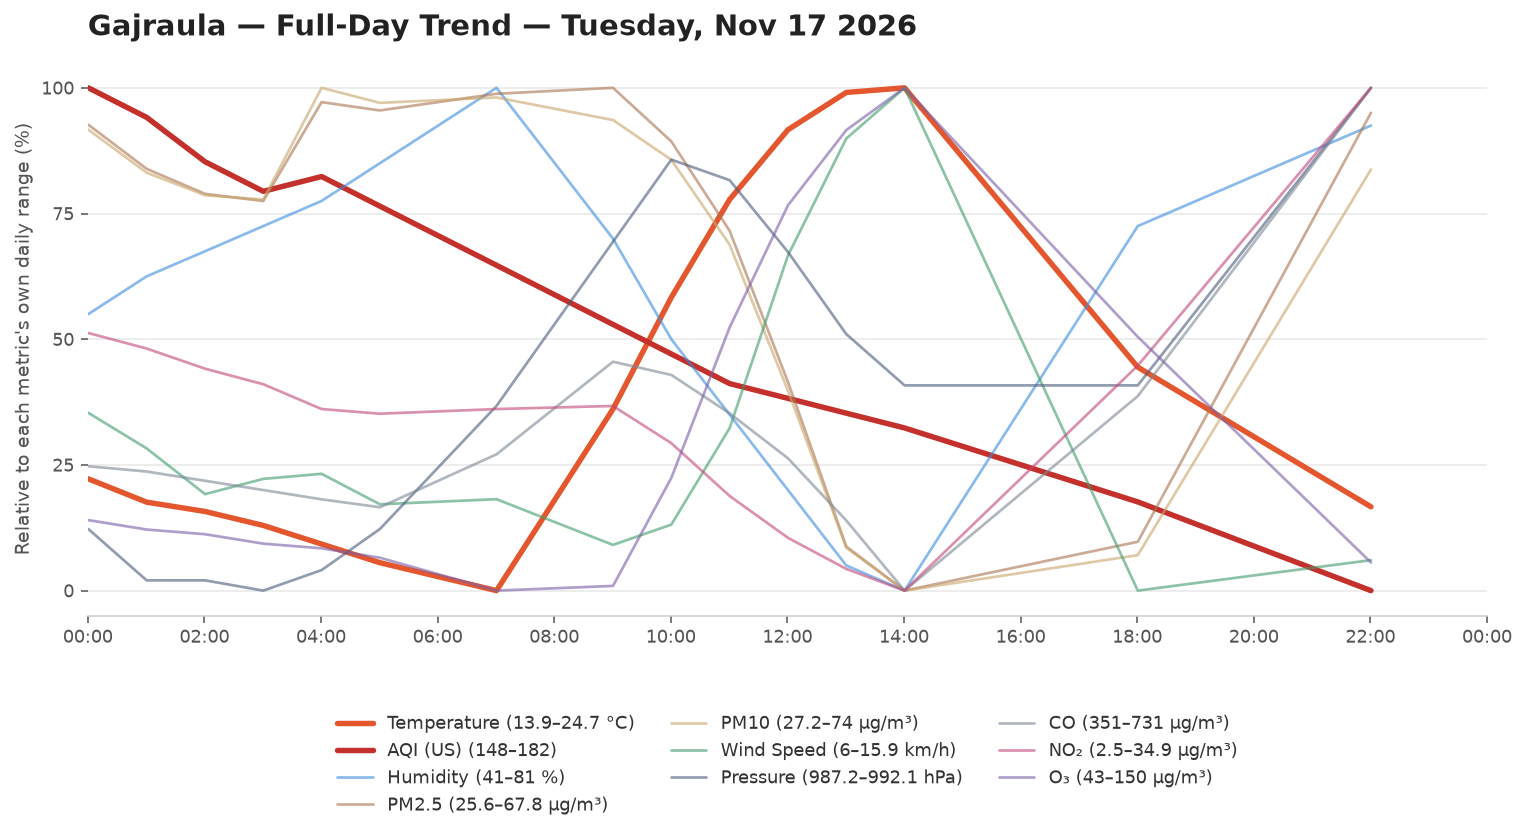 Gajraula — Full-Day Trend — Tuesday, Nov 17 2026
Relative to each metric's own daily range (%)
100
75
50
25
0
00:00 02:00 04:00 06:00 08:00 10:00 12:00 14:00 16:00 18:00 20:00 22:00 00:00
Temperature (13.9–24.7 °C)
AQI (US) (148–182)
Humidity (41–81 %)
PM2.5 (25.6–67.8 µg/m³)
PM10 (27.2–74 µg/m³)
Wind Speed (6–15.9 km/h)
Pressure (987.2–992.1 hPa)
CO (351–731 µg/m³)
NO₂ (2.5–34.9 µg/m³)
O₃ (43–150 µg/m³)